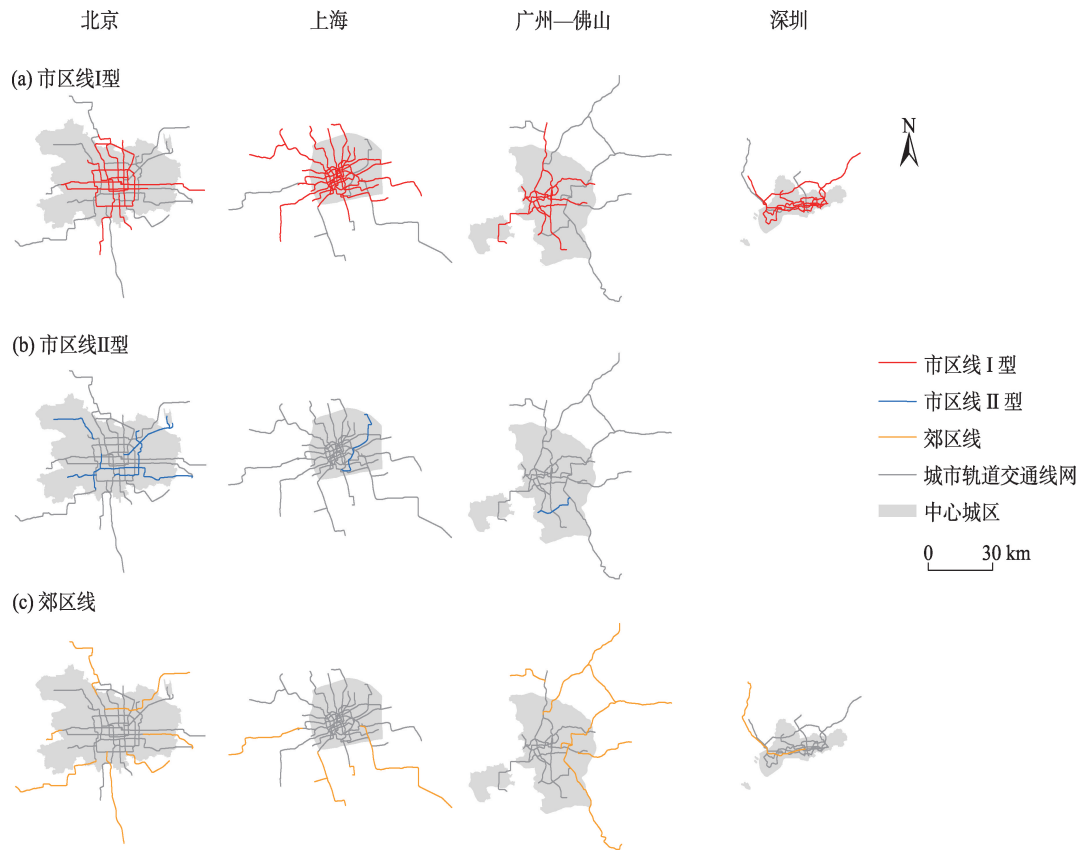 北京
上海
广州—佛山
深圳
(a) 市区线I型
N
(b) 市区线II型
市区线 I 型
市区线 II 型
郊区线
城市轨道交通线网
中心城区
0 30 km
(c) 郊区线